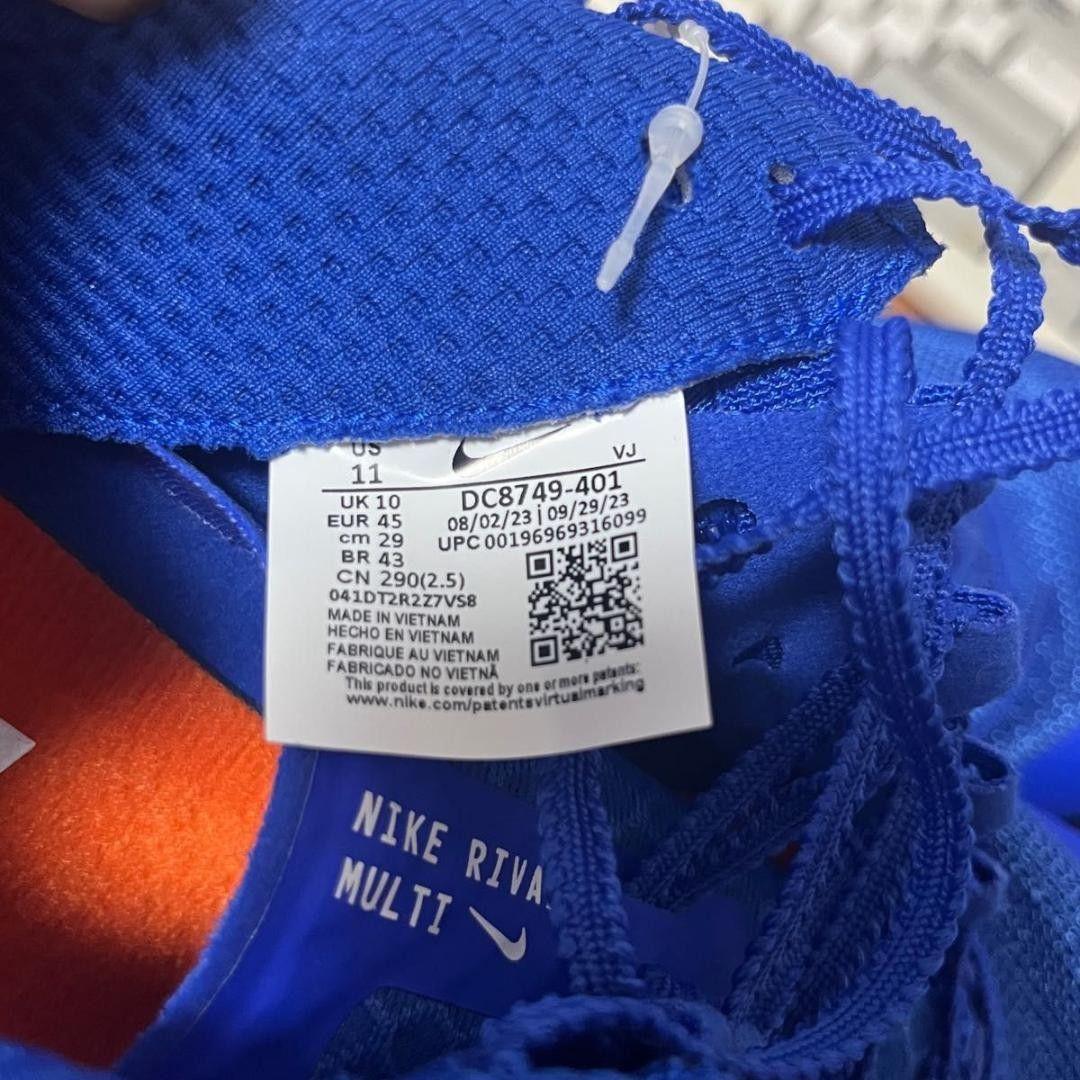 US
11
VJ
UK 10
EUR 45
cm 29
BR 43
CN 290(2.5)
041DT2R2Z7VS8
DC8749-401
08/02/23 | 09/29/23
UPC 00196969316099
MADE IN VIETNAM
HECHO EN VIETNAM
FABRIQUE AU VIETNAM
FABRICADO NO VIETNÃ
This product is covered by one or more patents:
www.nike.com/patentsvirtualmarking
NIKE RIVA
MULTI